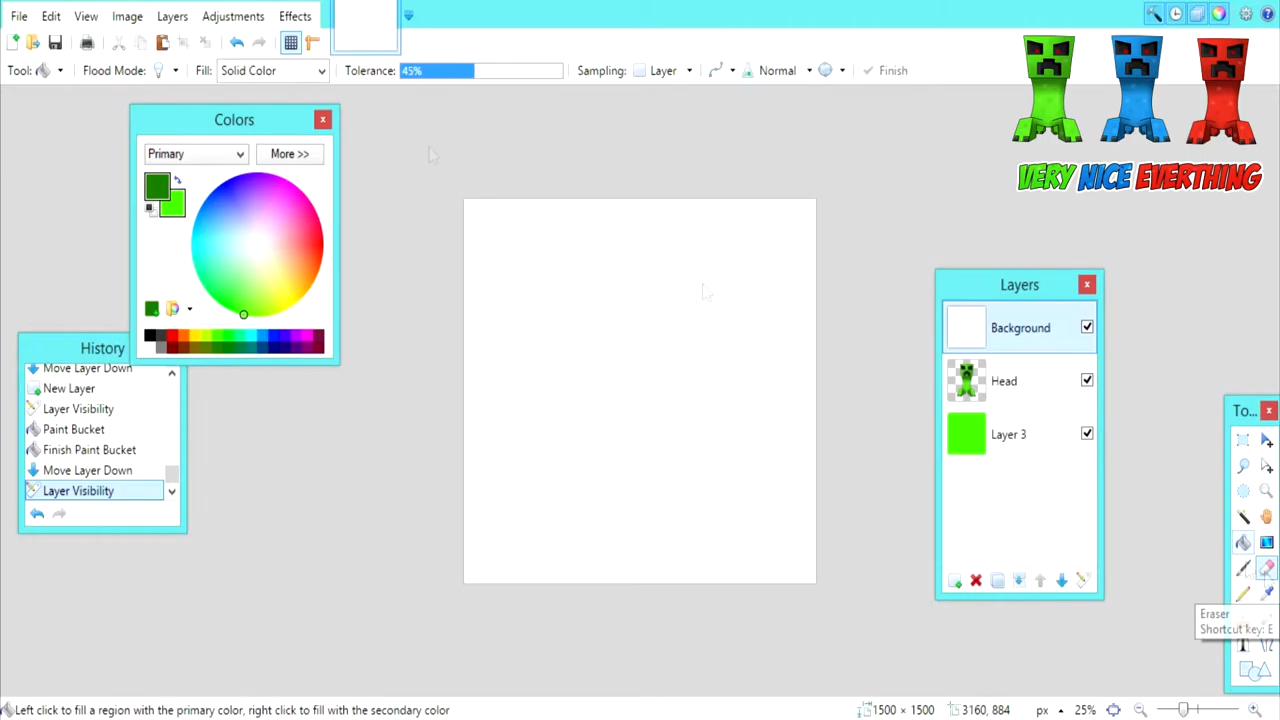 File Edit View Image Layers Adjustments Effects
Tool: Flood Mode: Fill: Solid Color Tolerance: 45% Sampling: Layer Normal Finish
VERY NICE EVERTHING
Colors
Primary More >>
History
Move Layer Down
New Layer
Layer Visibility
Paint Bucket
Finish Paint Bucket
Move Layer Down
Layer Visibility
Layers
Background
Head
Layer 3
To...
Eraser
Shortcut key: E
Left click to fill a region with the primary color, right click to fill with the secondary color 1500 × 1500 3160, 884 px 25%